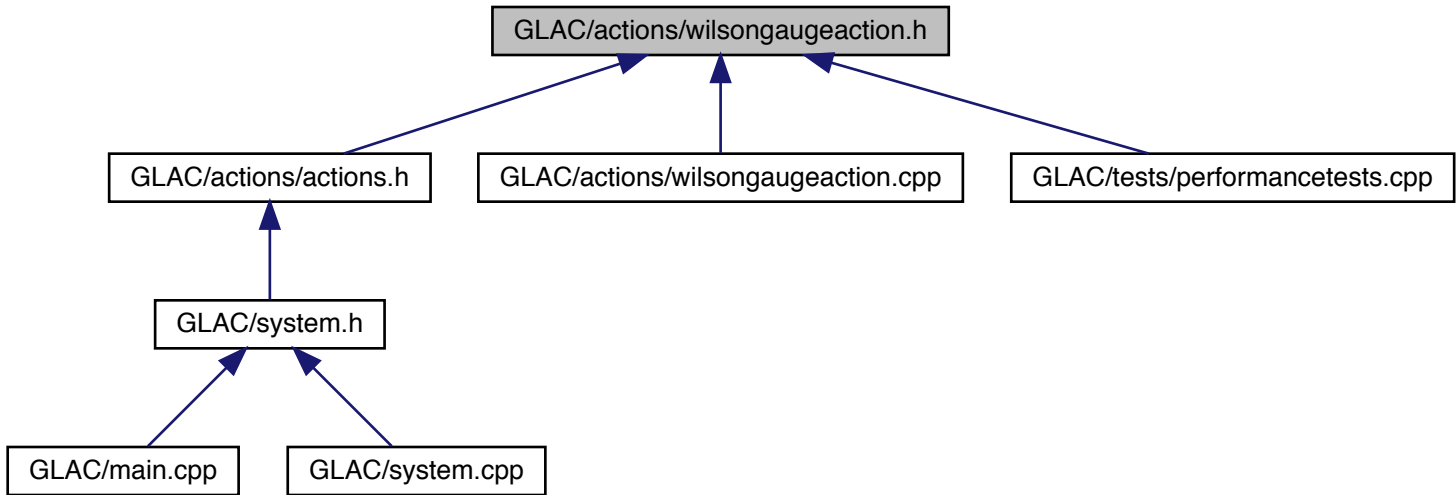 GLAC/actions/wilsongaugeaction.h
GLAC/actions/actions.h
GLAC/actions/wilsongaugeaction.cpp
GLAC/tests/performancetests.cpp
GLAC/system.h
GLAC/main.cpp
GLAC/system.cpp